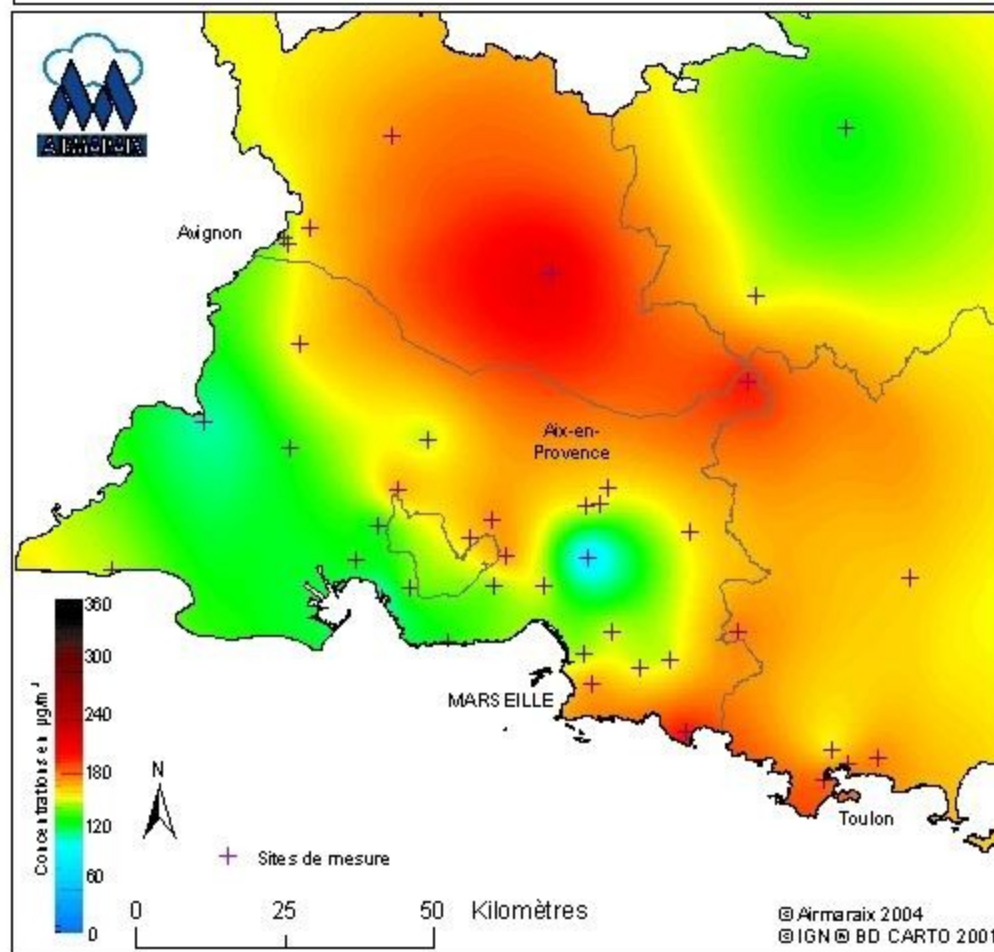 AIRMARAIX
Avignon
Aix-en-
Provence
MARSEILLE
Toulon
Concentrations en µg/m³
360
300
240
180
120
60
0
N
Sites de mesure
0 25 50 Kilomètres
© Airmaraix 2004
© IGN ® BD CARTO 2001